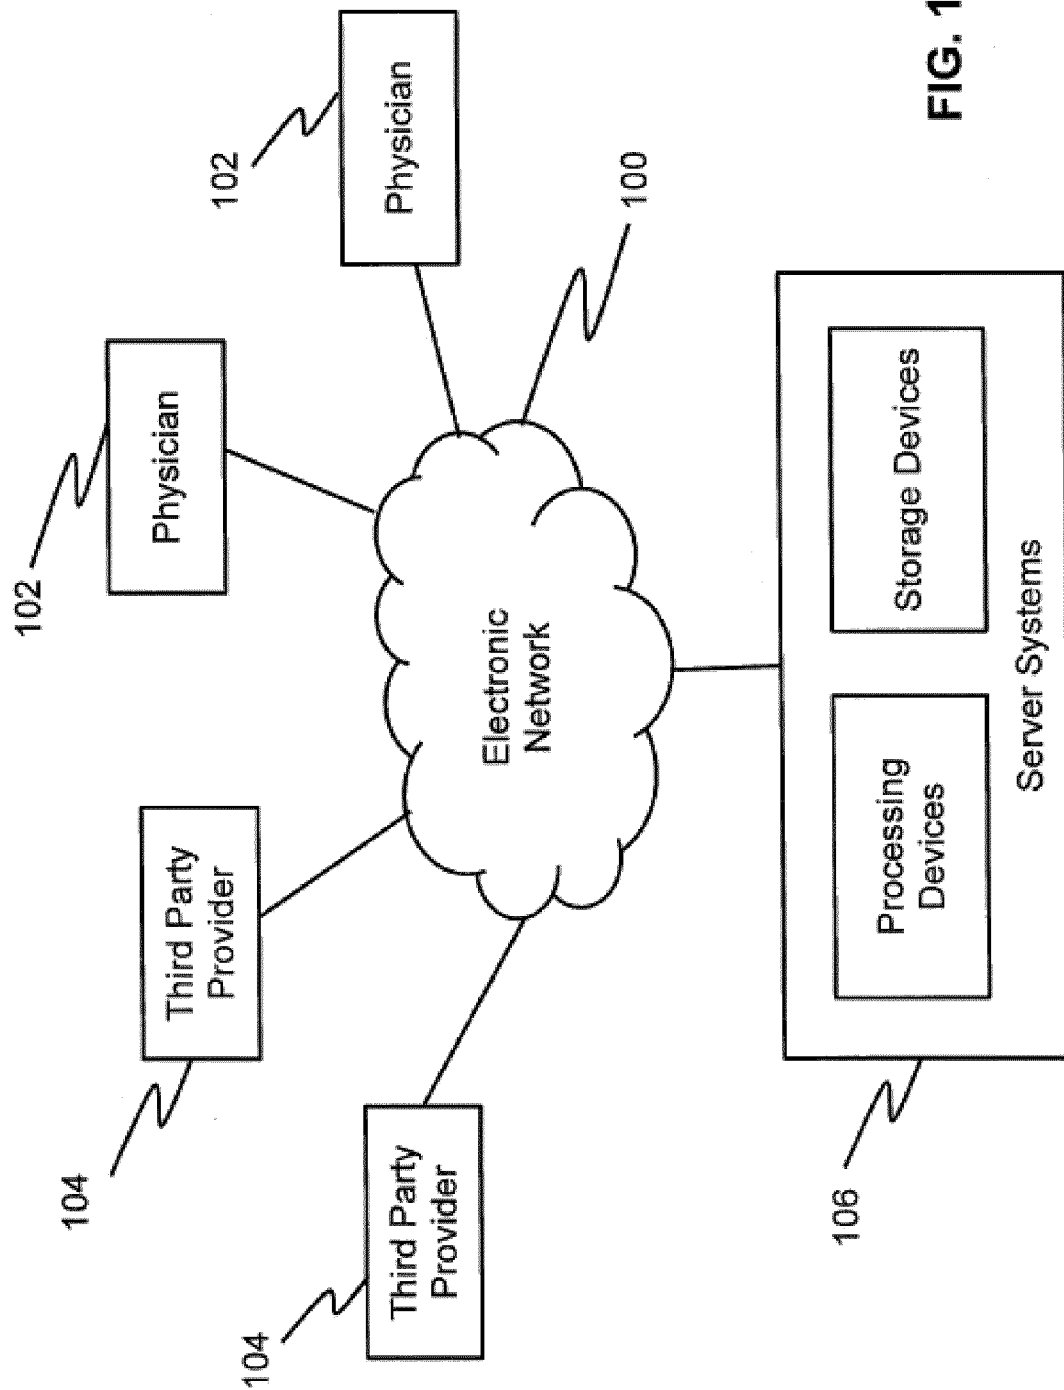 102
Physician
102
Physician
104
Third Party
Provider
104
Third Party
Provider
100
Electronic
Network
106
Processing
Devices
Storage Devices
Server Systems
FIG. 1